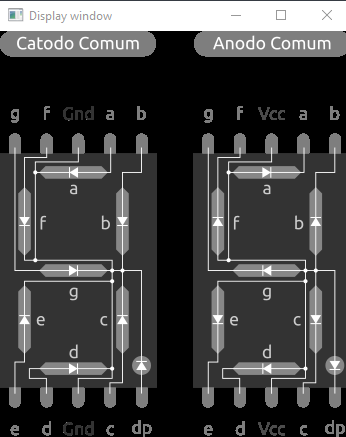 Display window
Catodo Comum
Anodo Comum
g f Gnd a b
g f Vcc a b
a
a
f b
f b
g
g
e c
e c
d
d
e d Gnd c dp
e d Vcc c dp